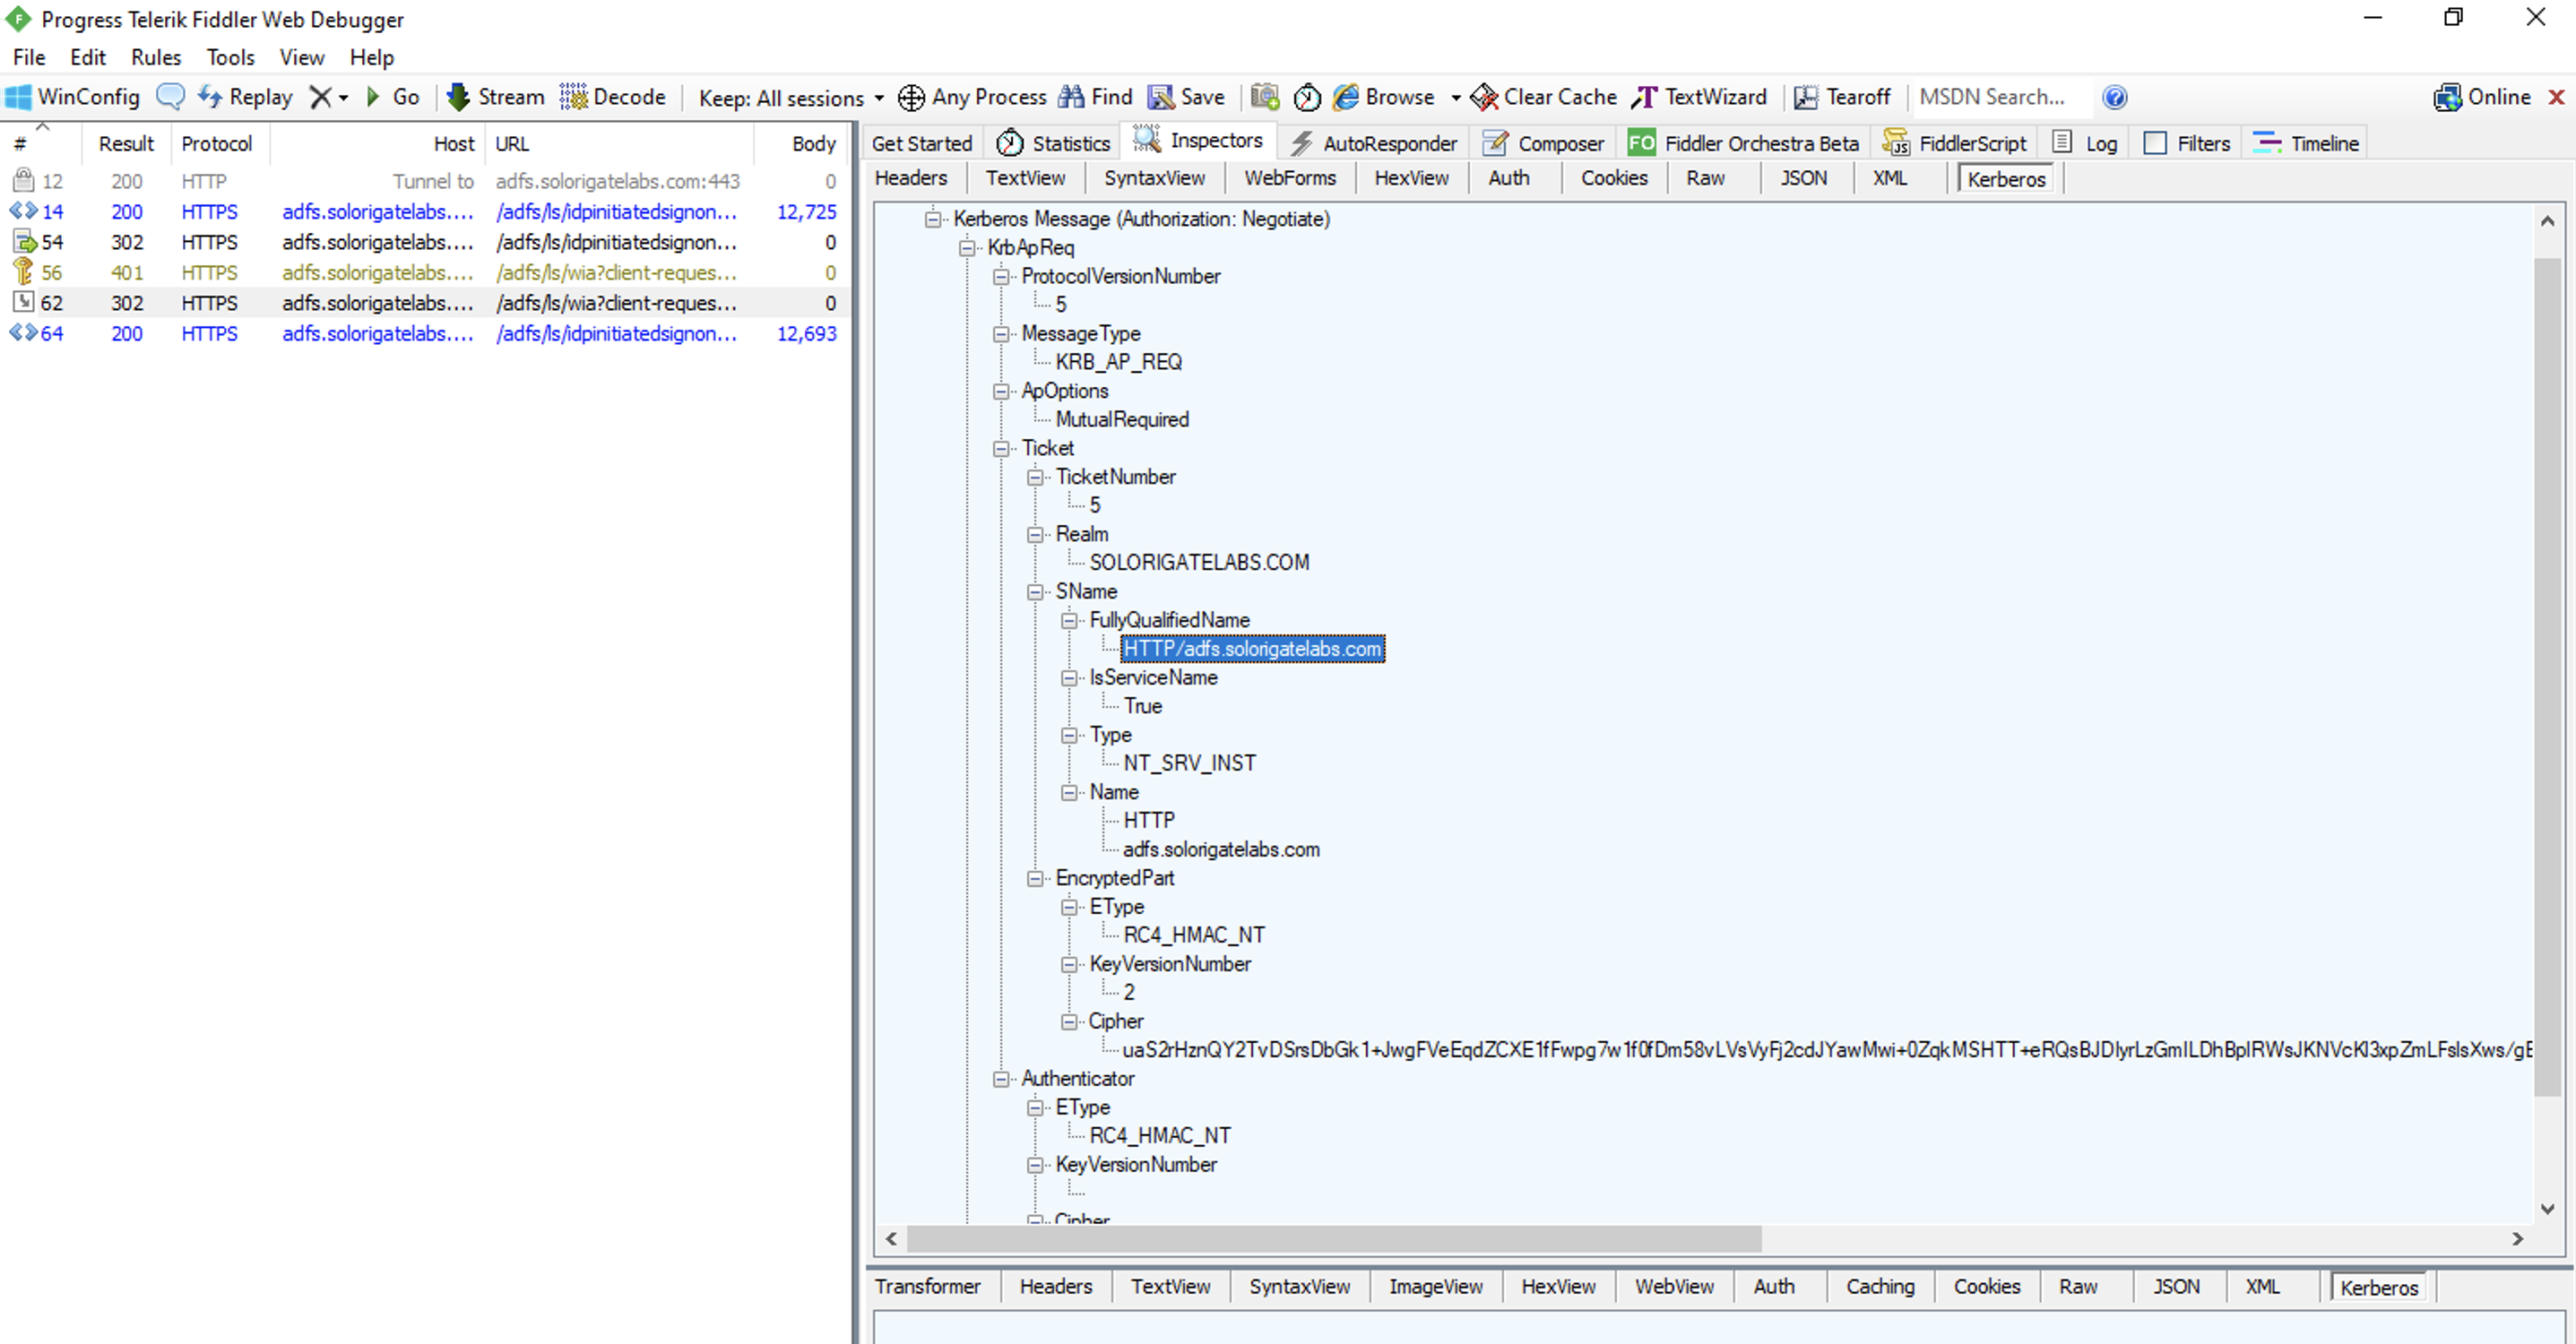 Progress Telerik Fiddler Web Debugger
File Edit Rules Tools View Help
WinConfig Replay Go Stream Decode Keep: All sessions Any Process Find Save Browse Clear Cache TextWizard Tearoff MSDN Search... Online
# Result Protocol Host URL Body
12 200 HTTP Tunnel to adfs.solorigatelabs.com:443 0
14 200 HTTPS adfs.solorigatelabs.... /adfs/ls/idpinitiatedsignon... 12,725
54 302 HTTPS adfs.solorigatelabs.... /adfs/ls/idpinitiatedsignon... 0
56 401 HTTPS adfs.solorigatelabs.... /adfs/ls/wia?client-reques... 0
62 302 HTTPS adfs.solorigatelabs.... /adfs/ls/wia?client-reques... 0
64 200 HTTPS adfs.solorigatelabs.... /adfs/ls/idpinitiatedsignon... 12,693
Get Started Statistics Inspectors AutoResponder Composer FO Fiddler Orchestra Beta FiddlerScript Log Filters Timeline
Headers TextView SyntaxView WebForms HexView Auth Cookies Raw JSON XML Kerberos
Kerberos Message (Authorization: Negotiate)
KrbApReq
ProtocolVersionNumber
5
MessageType
KRB_AP_REQ
ApOptions
MutualRequired
Ticket
TicketNumber
5
Realm
SOLORIGATELABS.COM
SName
FullyQualifiedName
HTTP/adfs.solorigatelabs.com
IsServiceName
True
Type
NT_SRV_INST
Name
HTTP
adfs.solorigatelabs.com
EncryptedPart
EType
RC4_HMAC_NT
KeyVersionNumber
2
Cipher
Authenticator
EType
RC4_HMAC_NT
KeyVersionNumber
Cipher
Transformer Headers TextView SyntaxView ImageView HexView WebView Auth Caching Cookies Raw JSON XML Kerberos